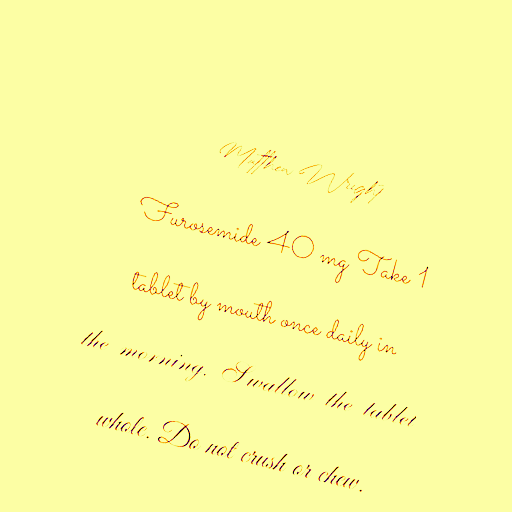 Matthew Wright
Furosemide 40 mg Take 1
tablet by mouth once daily in
the morning. Swallow the tablet
whole. Do not crush or chew.